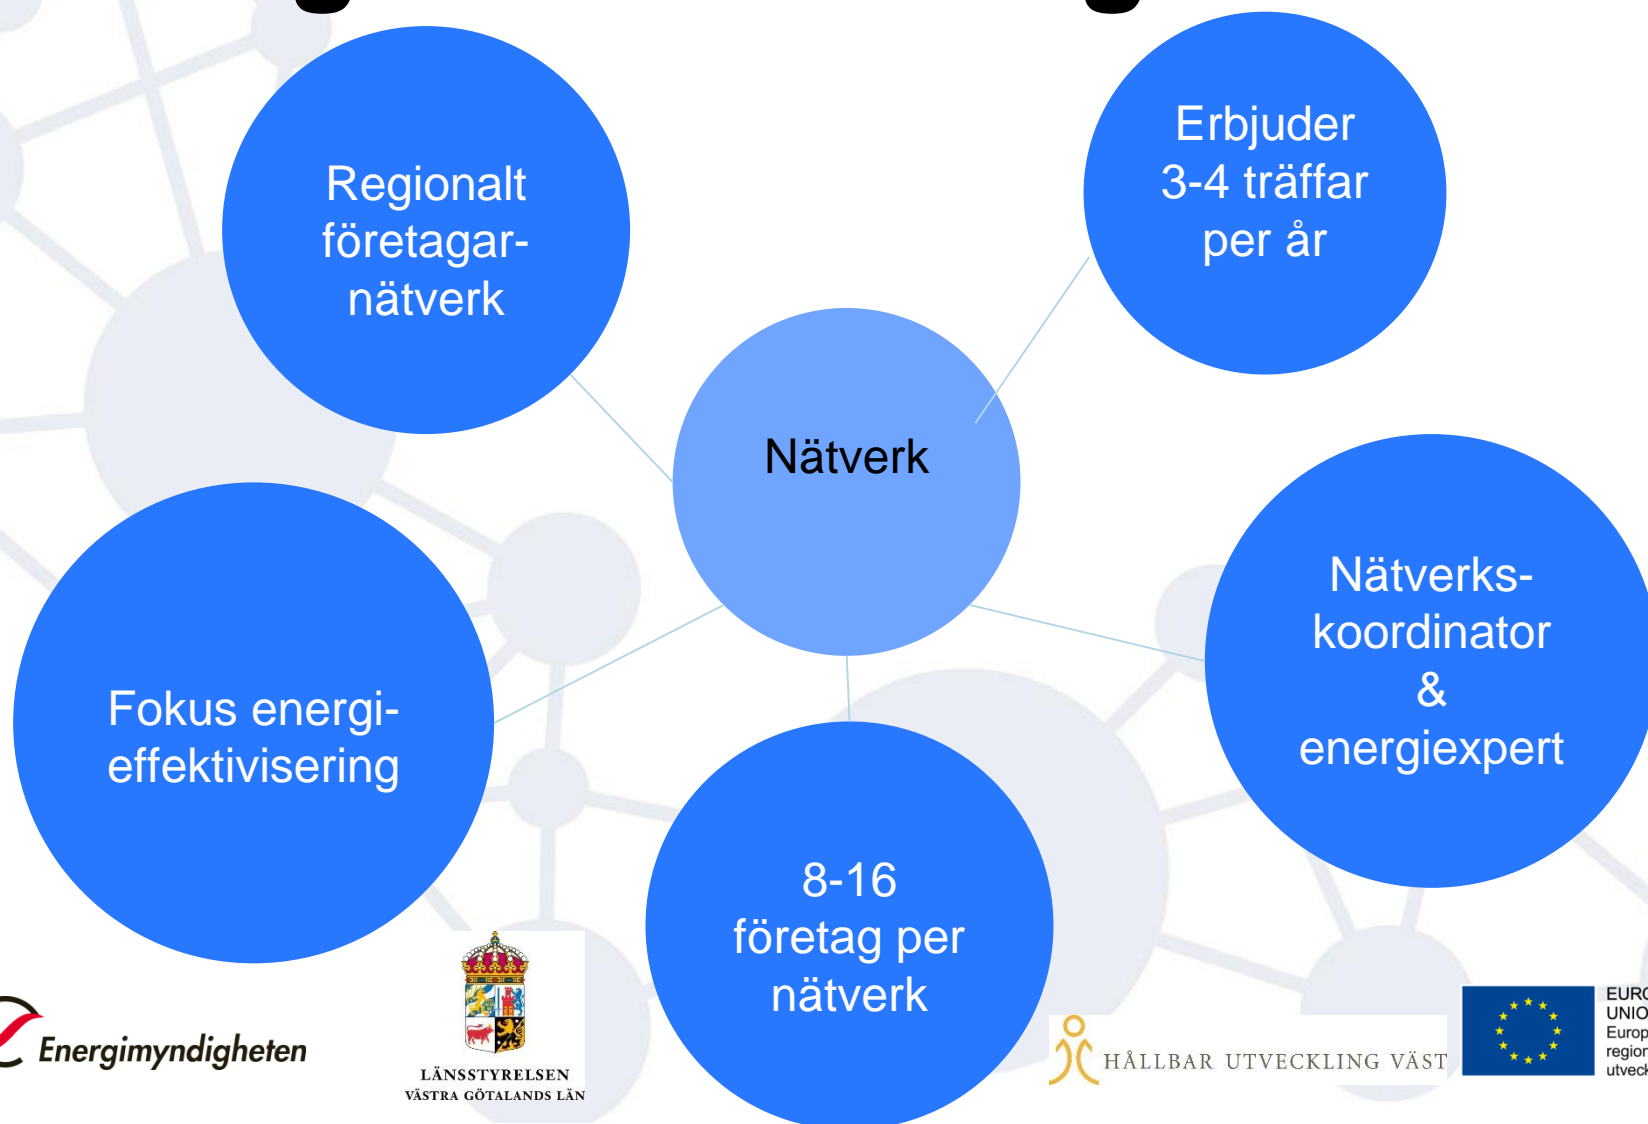 Regionalt
företagar-
nätverk
Erbjuder
3-4 träffar
per år
Nätverk
Fokus energi-
effektivisering
8-16
företag per
nätverk
Nätverks-
koordinator
&
energiexpert
Energimyndigheten
LÄNSSTYRELSEN
VÄSTRA GÖTALANDS LÄN
HÅLLBAR UTVECKLING VÄST